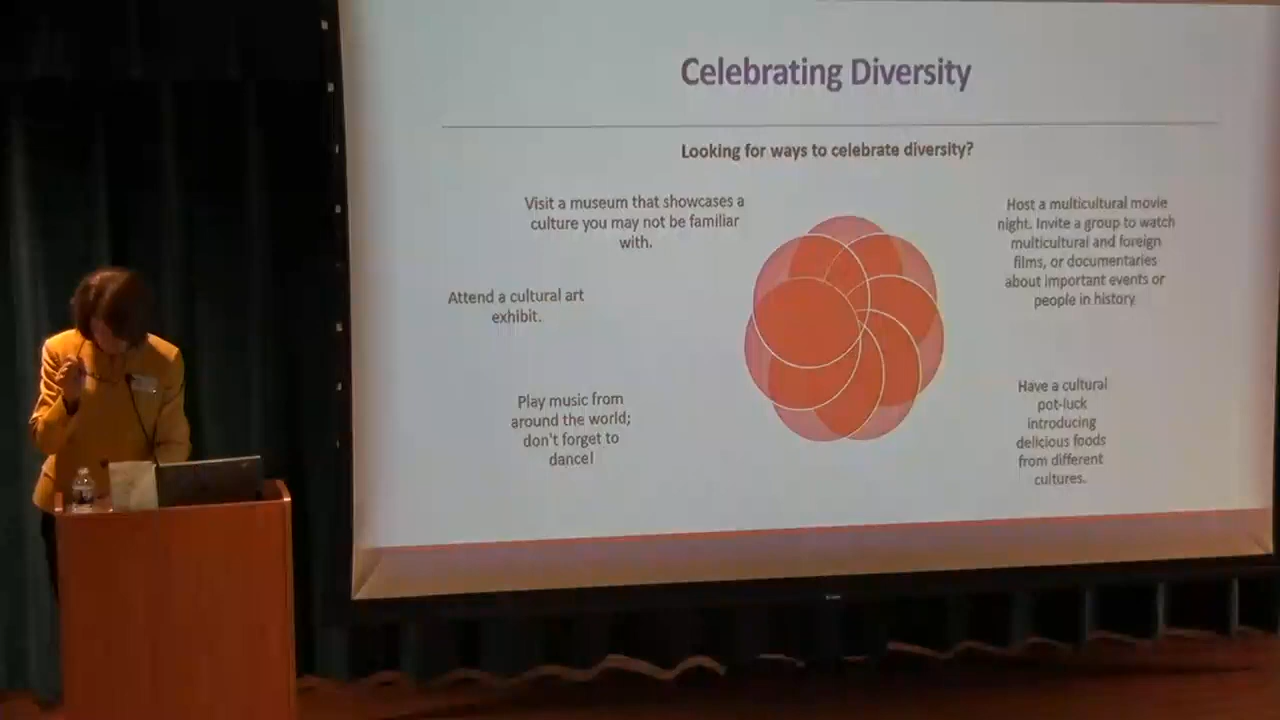 Celebrating Diversity
Looking for ways to celebrate diversity?
Visit a museum that showcases a
culture you may not be familiar
with.
Attend a cultural art
exhibit.
Play music from
around the world;
don't forget to
dance!
Host a multicultural movie
night. Invite a group to watch
multicultural and foreign
films, or documentaries
about important events or
people in history
Have a cultural
pot-luck
introducing
delicious foods
from different
cultures.